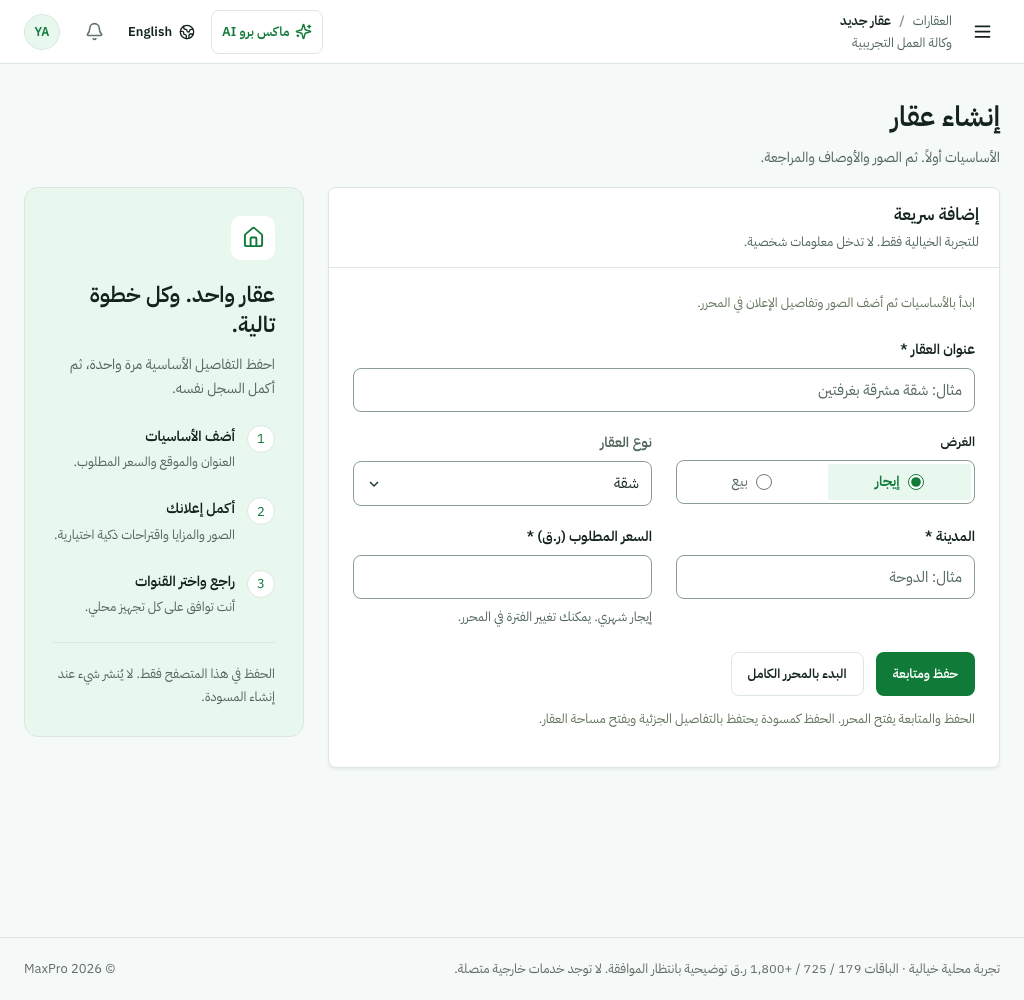 العقارات / عقار جديد
وكالة العمل التجريبية
ماكس برو AI
English
YA
إنشاء عقار
الأساسيات أولاً. ثم الصور والأوصاف والمراجعة.
إضافة سريعة
للتجربة الخيالية فقط. لا تدخل معلومات شخصية.
ابدأ بالأساسيات ثم أضف الصور وتفاصيل الإعلان في المحرر.
عنوان العقار *
مثال: شقة مشرقة بغرفتين
الغرض
إيجار
بيع
نوع العقار
شقة
المدينة *
مثال: الدوحة
السعر المطلوب (ر.ق) *
إيجار شهري. يمكنك تغيير الفترة في المحرر.
حفظ ومتابعة
البدء بالمحرر الكامل
الحفظ والمتابعة يفتح المحرر. الحفظ كمسودة يحتفظ بالتفاصيل الجزئية ويفتح مساحة العقار.
عقار واحد. وكل خطوة
تالية.
احفظ التفاصيل الأساسية مرة واحدة، ثم
أكمل السجل نفسه.
1
أضف الأساسيات
العنوان والموقع والسعر المطلوب.
2
أكمل إعلانك
الصور والمزايا واقتراحات ذكية اختيارية.
3
راجع واختر القنوات
أنت توافق على كل تجهيز محلي.
الحفظ في هذا المتصفح فقط. لا يُنشر شيء عند
إنشاء المسودة.
تجربة محلية خيالية · الباقات 179 / 725 / +1,800 ر.ق توضيحية بانتظار الموافقة. لا توجد خدمات خارجية متصلة.
© 2026 MaxPro